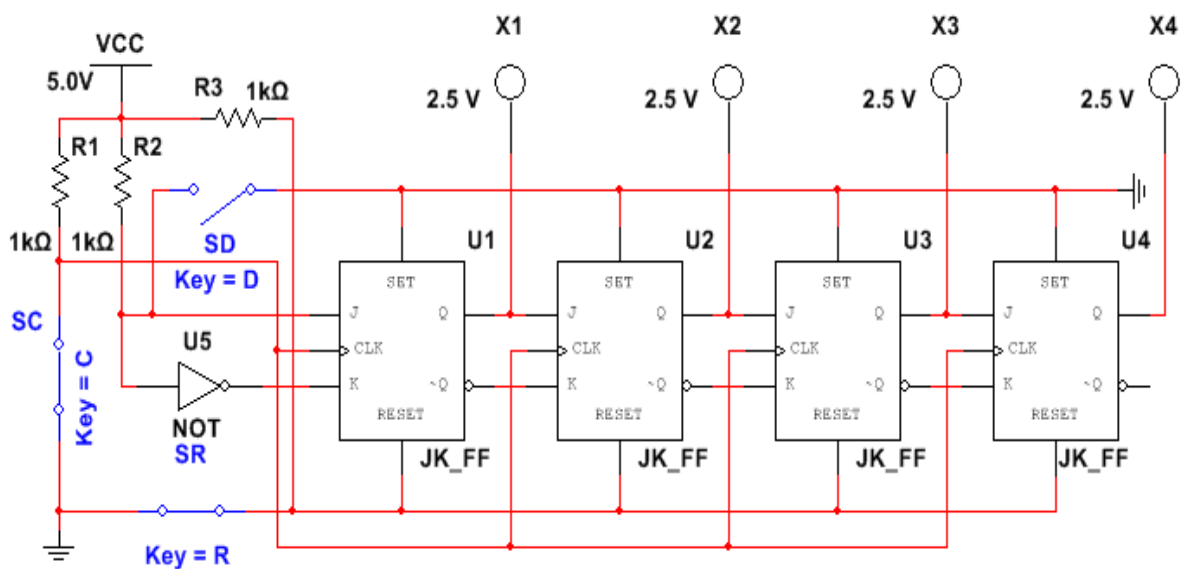 X1 X2 X3 X4
VCC
5.0V
R3 1kΩ
2.5 V 2.5 V 2.5 V 2.5 V
R1 R2
1kΩ 1kΩ
SD
Key = D
U1 U2 U3 U4
SET SET SET SET
J Q J Q J Q J Q
SC
Key = C
U5
CLK CLK CLK CLK
K ~Q K ~Q K ~Q K ~Q
NOT
RESET RESET RESET RESET
SR
JK_FF JK_FF JK_FF JK_FF
Key = R